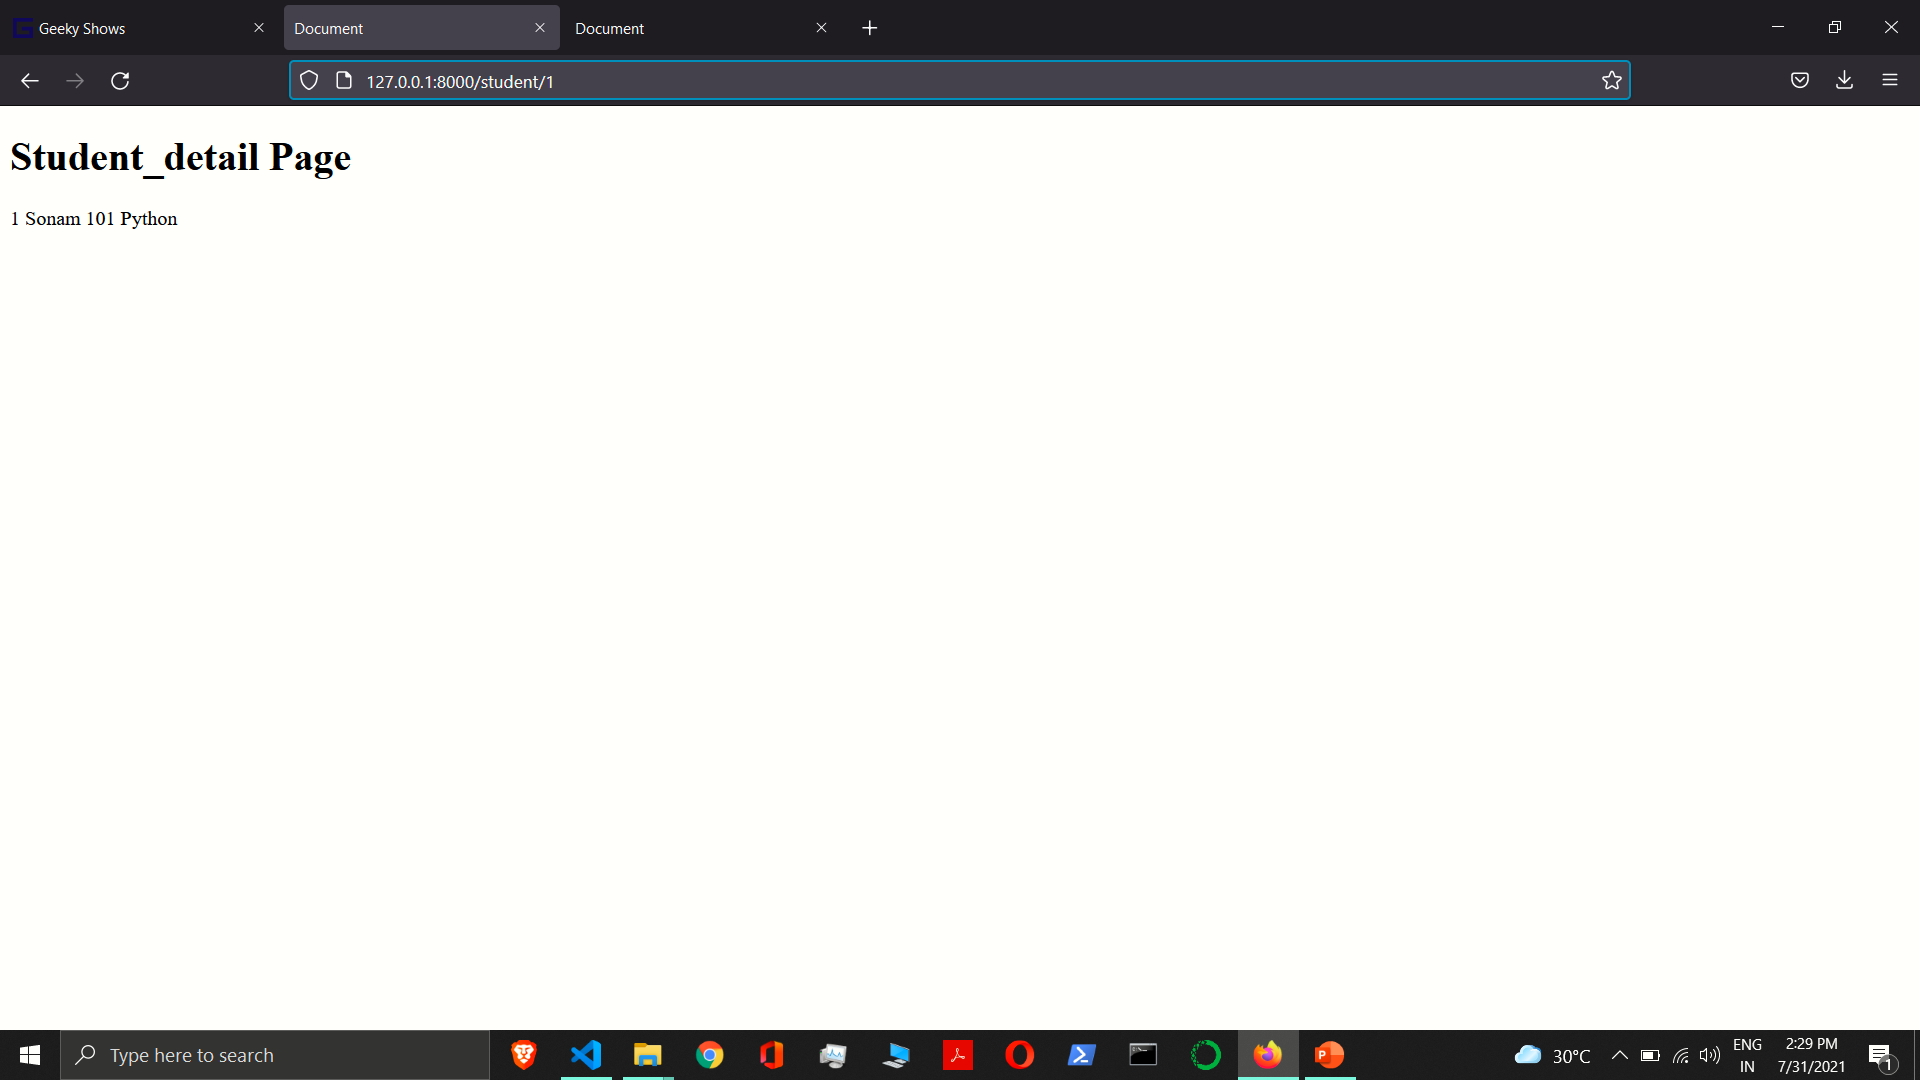 Geeky Shows
Document
Document
127.0.0.1:8000/student/1
Student_detail Page
1 Sonam 101 Python
Type here to search
30°C
ENG
IN
2:29 PM
7/31/2021
1